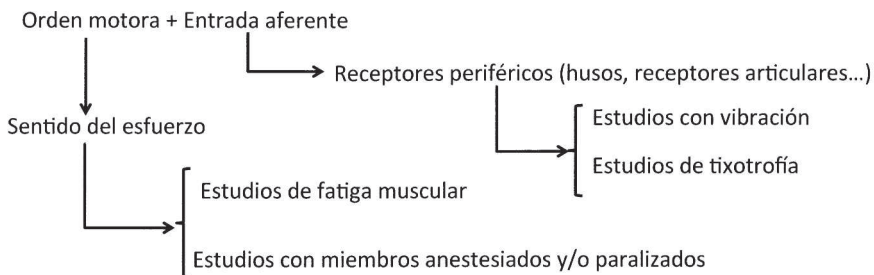 Orden motora + Entrada aferente
Receptores periféricos (husos, receptores articulares...)
Sentido del esfuerzo
Estudios con vibración
Estudios de tixotrofía
Estudios de fatiga muscular
Estudios con miembros anestesiados y/o paralizados